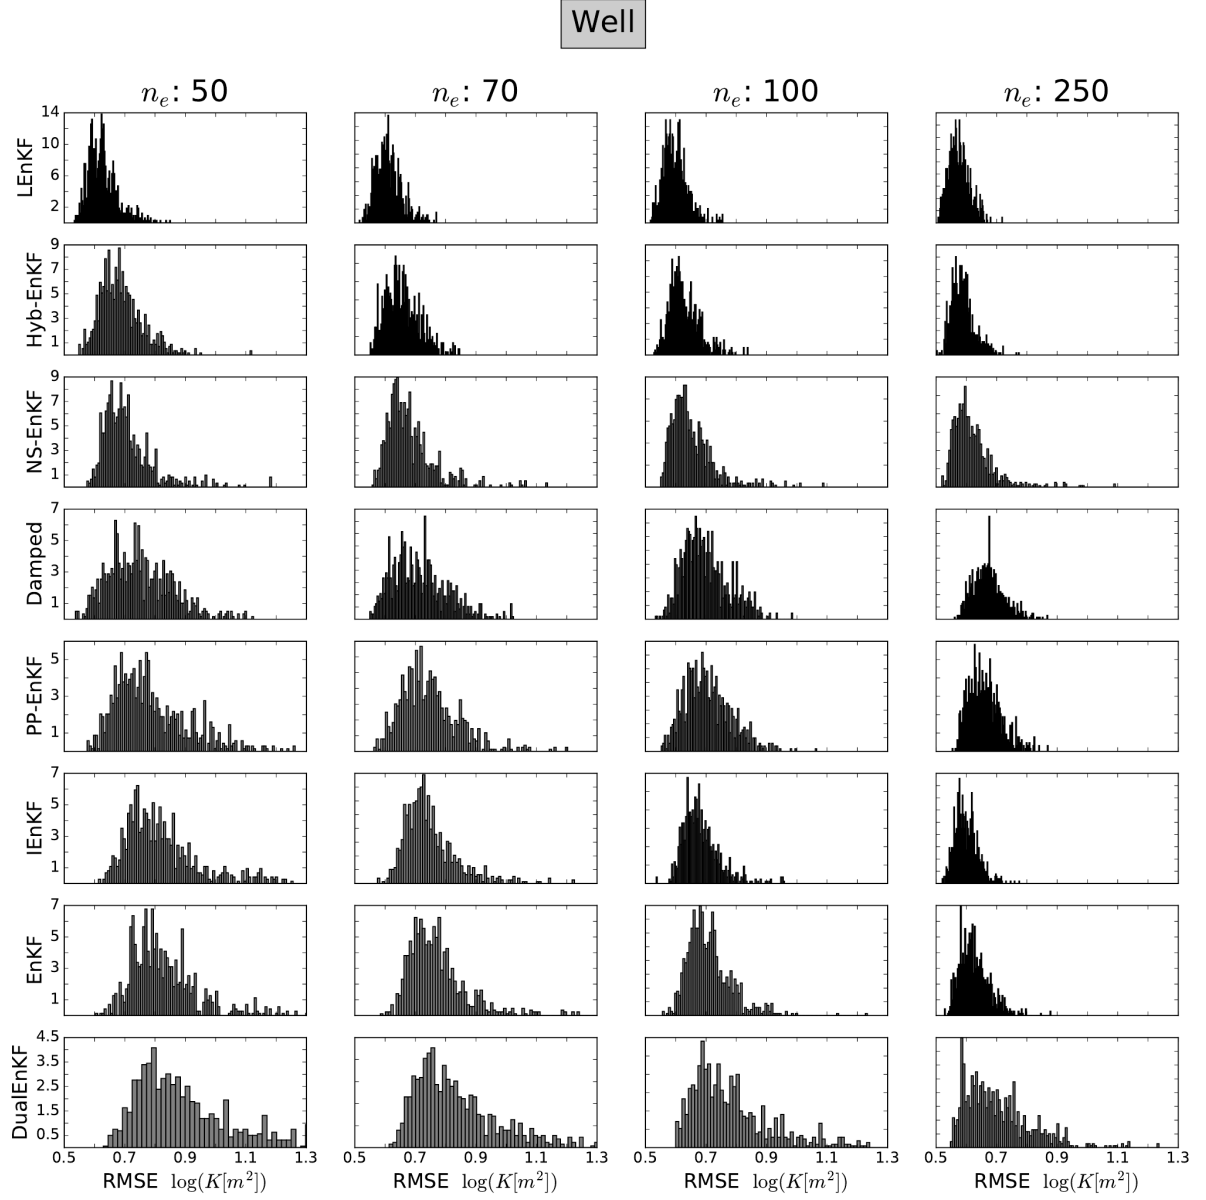 Well
n_e: 50
n_e: 70
n_e: 100
n_e: 250
LEnKF
14
10
6
2
Hyb-EnKF
9
7
5
3
1
NS-EnKF
9
7
5
3
1
Damped
7
5
3
1
PP-EnKF
5
3
1
IEnKF
7
5
3
1
EnKF
7
5
3
1
DualEnKF
4.5
3.5
2.5
1.5
0.5
0.5 0.7 0.9 1.1 1.3
0.5 0.7 0.9 1.1 1.3
0.5 0.7 0.9 1.1 1.3
0.5 0.7 0.9 1.1 1.3
RMSE log(K[m²])
RMSE log(K[m²])
RMSE log(K[m²])
RMSE log(K[m²])